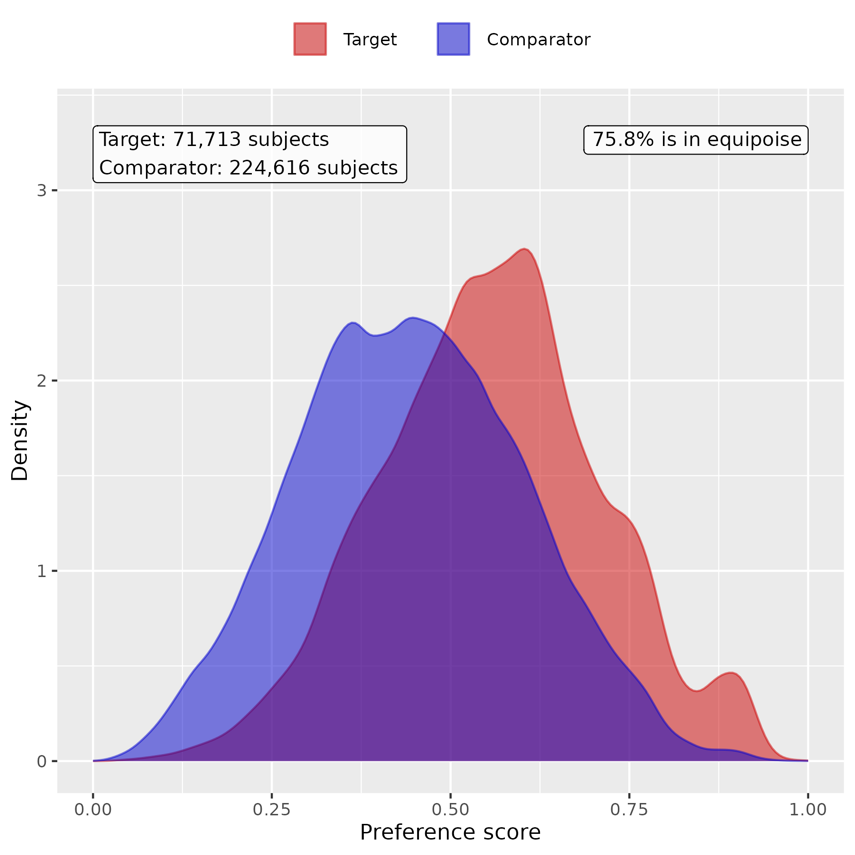 Target
Comparator
Target: 71,713 subjects
Comparator: 224,616 subjects
75.8% is in equipoise
3
2
1
0
Density
0.00
0.25
0.50
0.75
1.00
Preference score